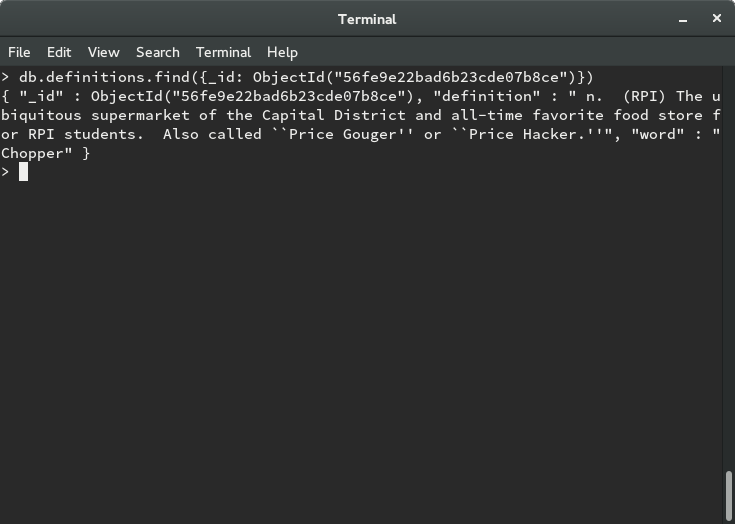 Terminal
File Edit View Search Terminal Help
> db.definitions.find({_id: ObjectId("56fe9e22bad6b23cde07b8ce")})
{ "_id" : ObjectId("56fe9e22bad6b23cde07b8ce"), "definition" : " n.  (RPI) The u
biquitous supermarket of the Capital District and all-time favorite food store f
or RPI students.  Also called ``Price Gouger'' or ``Price Hacker.''", "word" : "
Chopper" }
>